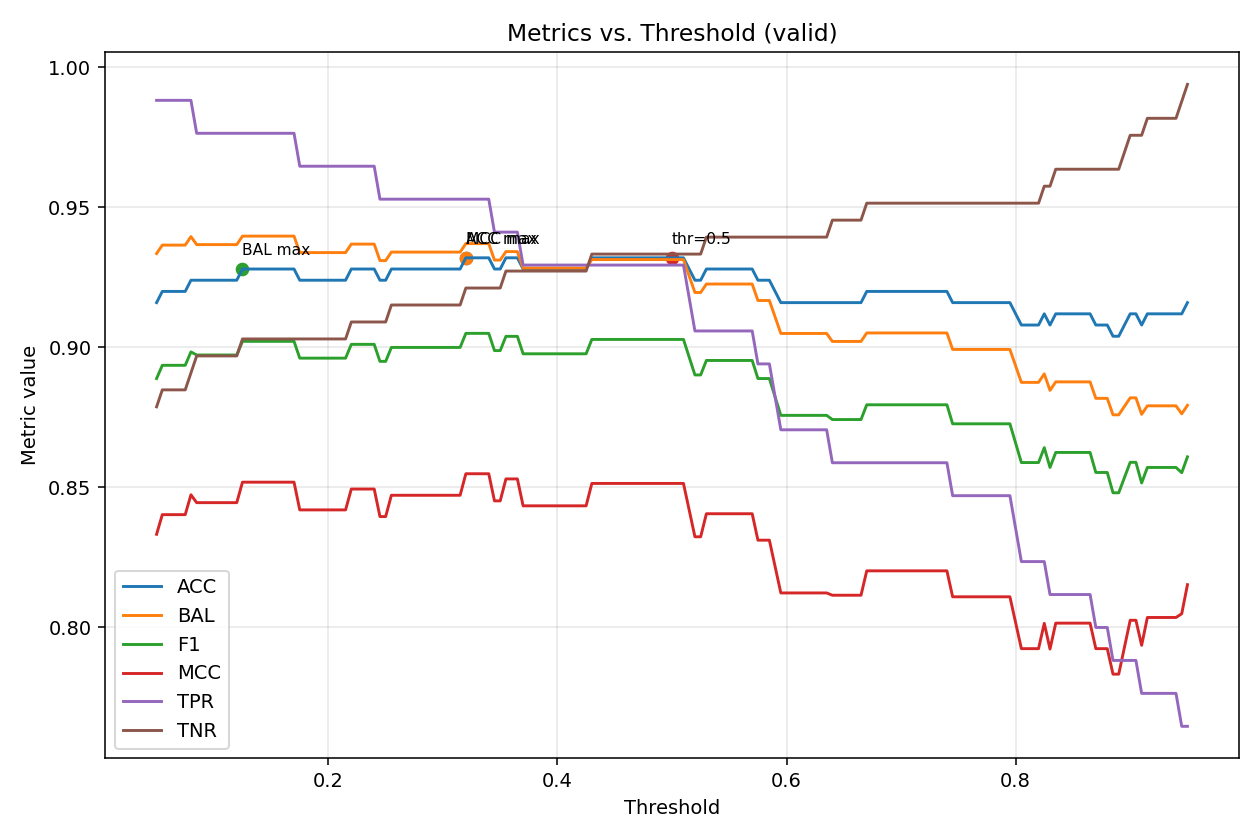 Metrics vs. Threshold (valid)
Metric value
1.00
0.95
0.90
0.85
0.80
BAL max
MCC max
thr=0.5
ACC
BAL
F1
MCC
TPR
TNR
0.2
0.4
0.6
0.8
Threshold